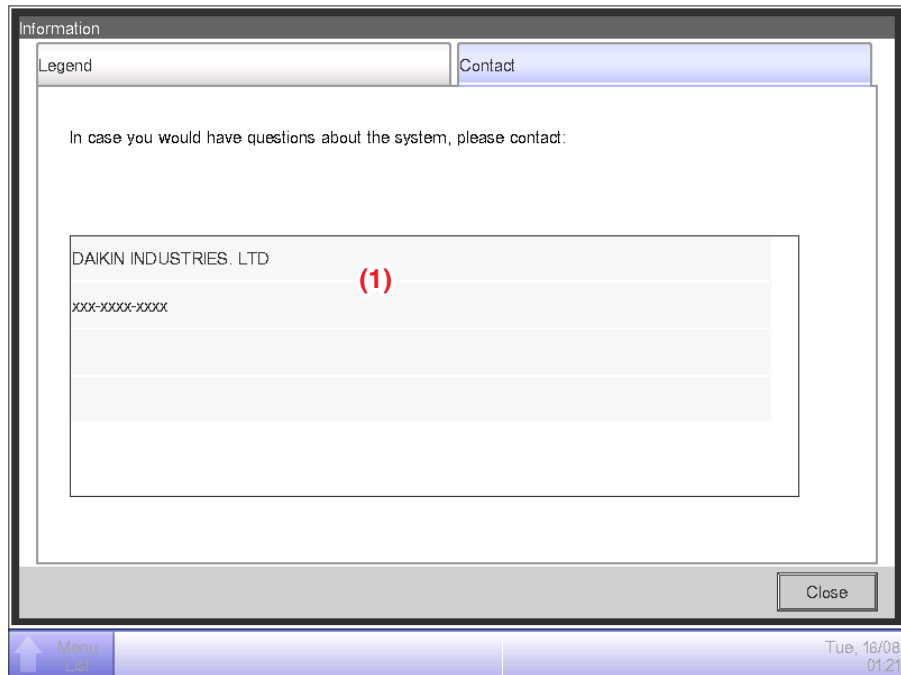 Information
Legend
Contact
In case you would have questions about the system, please contact:
DAIKIN INDUSTRIES. LTD
(1)
xxx-xxxx-xxxx
Close
Menu
List
Tue, 16/08
01:21